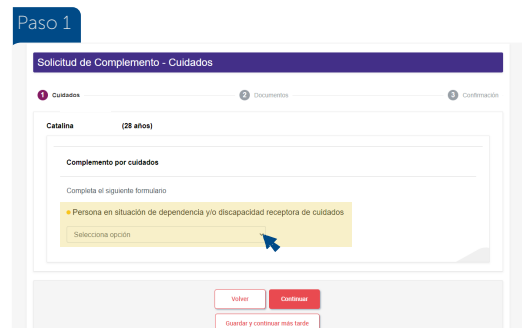 Paso 1
Solicitud de Complemento - Cuidados
1 Cuidados 2 Documentos 3 Confirmación
Catalina (28 años)
Complemento por cuidados
Completa el siguiente formulario
Persona en situación de dependencia y/o discapacidad receptora de cuidados
Selecciona opción
Volver Continuar
Guardar y continuar más tarde